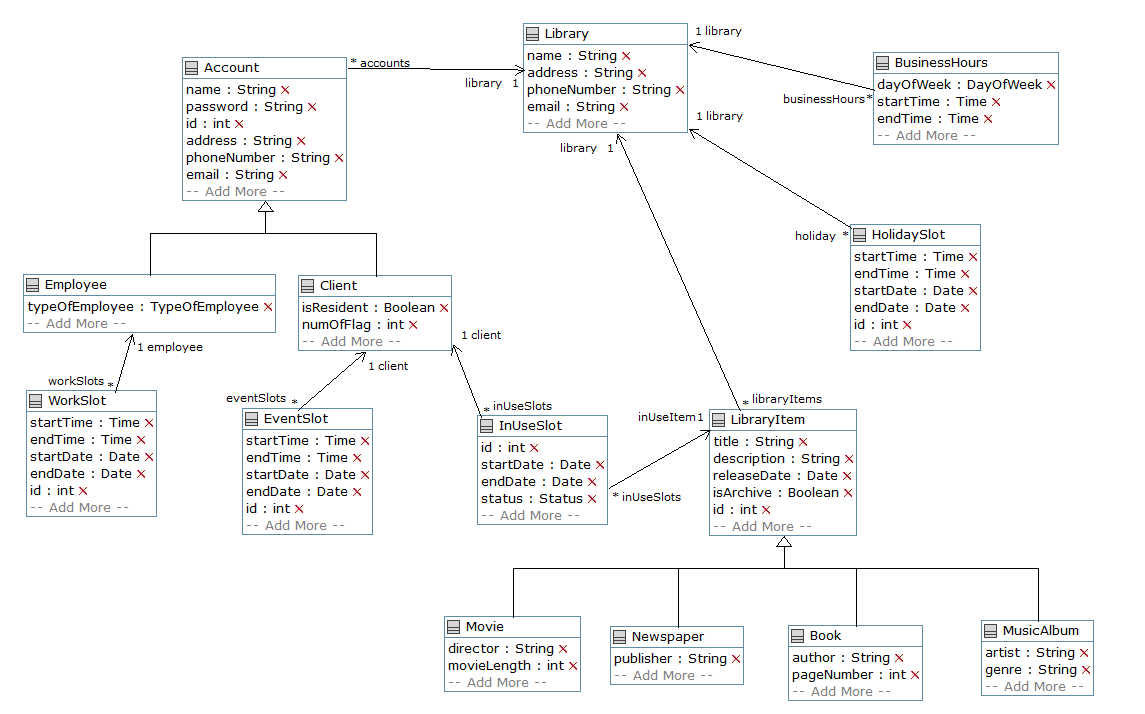 Library
name : String
address : String
phoneNumber : String
email : String
-- Add More --
1 library
BusinessHours
dayOfWeek : DayOfWeek
startTime : Time
endTime : Time
-- Add More --
businessHours *
Account
name : String
password : String
id : int
address : String
phoneNumber : String
email : String
-- Add More --
* accounts
library 1
1 library
library 1
holiday *
HolidaySlot
startTime : Time
endTime : Time
startDate : Date
endDate : Date
id : int
-- Add More --
Employee
typeOfEmployee : TypeOfEmployee
-- Add More --
Client
isResident : Boolean
numOfFlag : int
-- Add More --
1 employee
1 client
1 client
workSlots *
WorkSlot
startTime : Time
endTime : Time
startDate : Date
endDate : Date
id : int
-- Add More --
eventSlots *
EventSlot
startTime : Time
endTime : Time
startDate : Date
endDate : Date
id : int
-- Add More --
* inUseSlots
InUseSlot
id : int
startDate : Date
endDate : Date
status : Status
-- Add More --
inUseItem 1
* inUseSlots
* libraryItems
LibraryItem
title : String
description : String
releaseDate : Date
isArchive : Boolean
id : int
-- Add More --
Movie
director : String
movieLength : int
-- Add More --
Newspaper
publisher : String
-- Add More --
Book
author : String
pageNumber : int
-- Add More --
MusicAlbum
artist : String
genre : String
-- Add More --